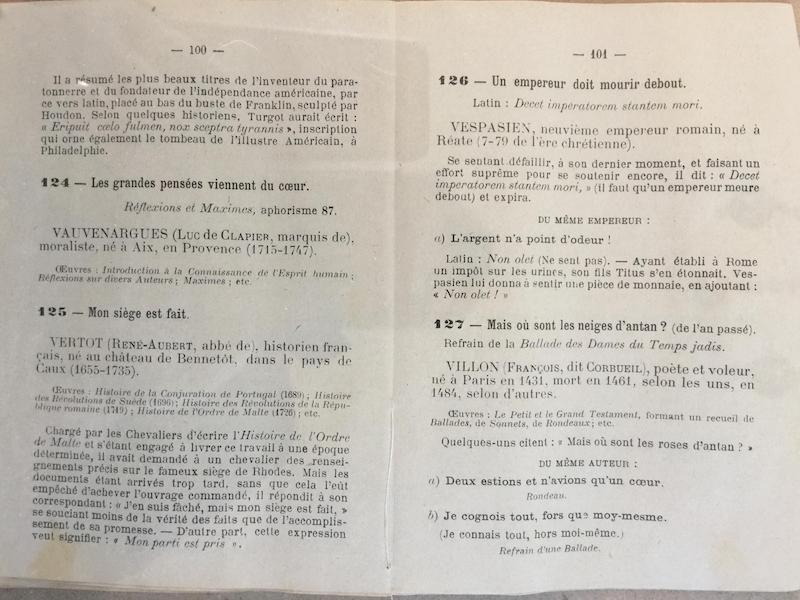 — 100 —
Il a résumé les plus beaux titres de l'inventeur du para-
tonnerre et du fondateur de l'indépendance américaine, par
ce vers latin, placé au bas du buste de Franklin, sculpté par
Houdon. Selon quelques historiens, Turgot aurait écrit :
« Eripuit cœlo fulmen, nox sceptra tyrannis », inscription
qui orne également le tombeau de l'illustre Américain, à
Philadelphie.
124 — Les grandes pensées viennent du cœur.
Réflexions et Maximes, aphorisme 87.
VAUVENARGUES (Luc de Clapier, marquis de),
moraliste, né à Aix, en Provence (1715-1747).
Œuvres : Introduction à la Connaissance de l'Esprit humain ;
Réflexions sur divers Auteurs ; Maximes ; etc.
125 — Mon siège est fait.
VERTOT (René-Aubert, abbé de), historien fran-
çais, né au château de Bennetôt, dans le pays de
Caux (1655-1735).
Œuvres : Histoire de la Conjuration de Portugal (1689) ; Histoire
des Révolutions de Suède (1696) ; Histoire des Révolutions de la Répu-
blique romaine (1719) ; Histoire de l'Ordre de Malte (1726) ; etc.
Chargé par les Chevaliers d'écrire l'Histoire de l'Ordre
de Malte et s'étant engagé à livrer ce travail à une époque
déterminée, il avait demandé à un chevalier des rensei-
gnements précis sur le fameux siège de Rhodes. Mais les
documents étant arrivés trop tard, sans que cela l'eût
empêché d'achever l'ouvrage commandé, il répondit à son
correspondant : « J'en suis fâché, mais mon siège est fait, »
se souciant moins de la vérité des faits que de l'accomplis-
sement de sa promesse. — D'autre part, cette expression
veut signifier : « Mon parti est pris ».
— 101 —
126 — Un empereur doit mourir debout.
Latin : Decet imperatorem stantem mori.
VESPASIEN, neuvième empereur romain, né à
Réate (7-79 de l'ère chrétienne).
Se sentant défaillir, à son dernier moment, et faisant un
effort suprême pour se soutenir encore, il dit : « Decet
imperatorem stantem mori, » (il faut qu'un empereur meure
debout) et expira.
DU MÊME EMPEREUR :
a) L'argent n'a point d'odeur !
Latin : Non olet (Ne sent pas). — Ayant établi à Rome
un impôt sur les urines, son fils Titus s'en étonnait. Ves-
pasien lui donna à sentir une pièce de monnaie, en ajoutant :
« Non olet ! »
127 — Mais où sont les neiges d'antan ? (de l'an passé).
Refrain de la Ballade des Dames du Temps jadis.
VILLON (François, dit Corbueil), poète et voleur,
né à Paris en 1431, mort en 1461, selon les uns, en
1484, selon d'autres.
Œuvres : Le Petit et le Grand Testament, formant un recueil de
Ballades, de Sonnets, de Rondeaux ; etc.
Quelques-uns citent : « Mais où sont les roses d'antan ? »
DU MÊME AUTEUR :
a) Deux estions et n'avions qu'un cœur.
Rondeau.
b) Je cognois tout, fors que moy-mesme.
(Je connais tout, hors moi-même.)
Refrain d'une Ballade.